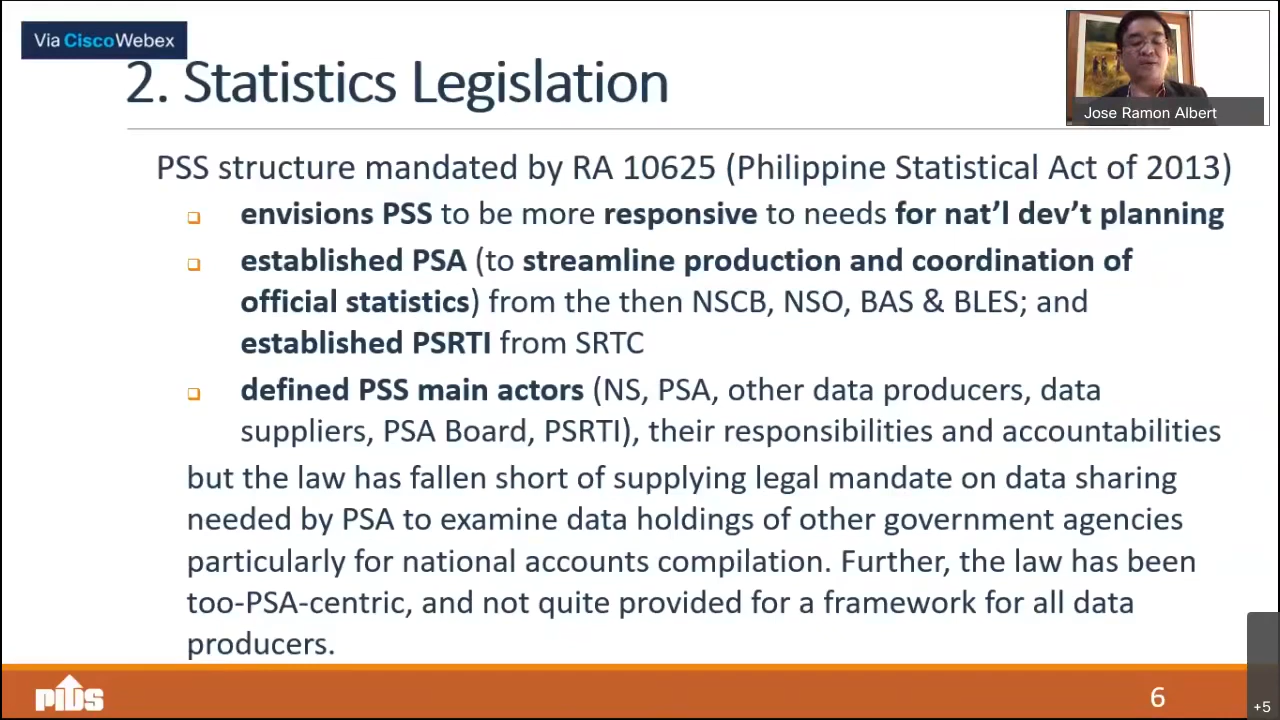 Via Cisco Webex
2. Statistics Legislation
Jose Ramon Albert
PSS structure mandated by RA 10625 (Philippine Statistical Act of 2013)
envisions PSS to be more responsive to needs for nat’l dev’t planning
established PSA (to streamline production and coordination of
official statistics) from the then NSCB, NSO, BAS & BLES; and
established PSRTI from SRTC
defined PSS main actors (NS, PSA, other data producers, data
suppliers, PSA Board, PSRTI), their responsibilities and accountabilities
but the law has fallen short of supplying legal mandate on data sharing
needed by PSA to examine data holdings of other government agencies
particularly for national accounts compilation. Further, the law has been
too-PSA-centric, and not quite provided for a framework for all data
producers.
pids
6
+5